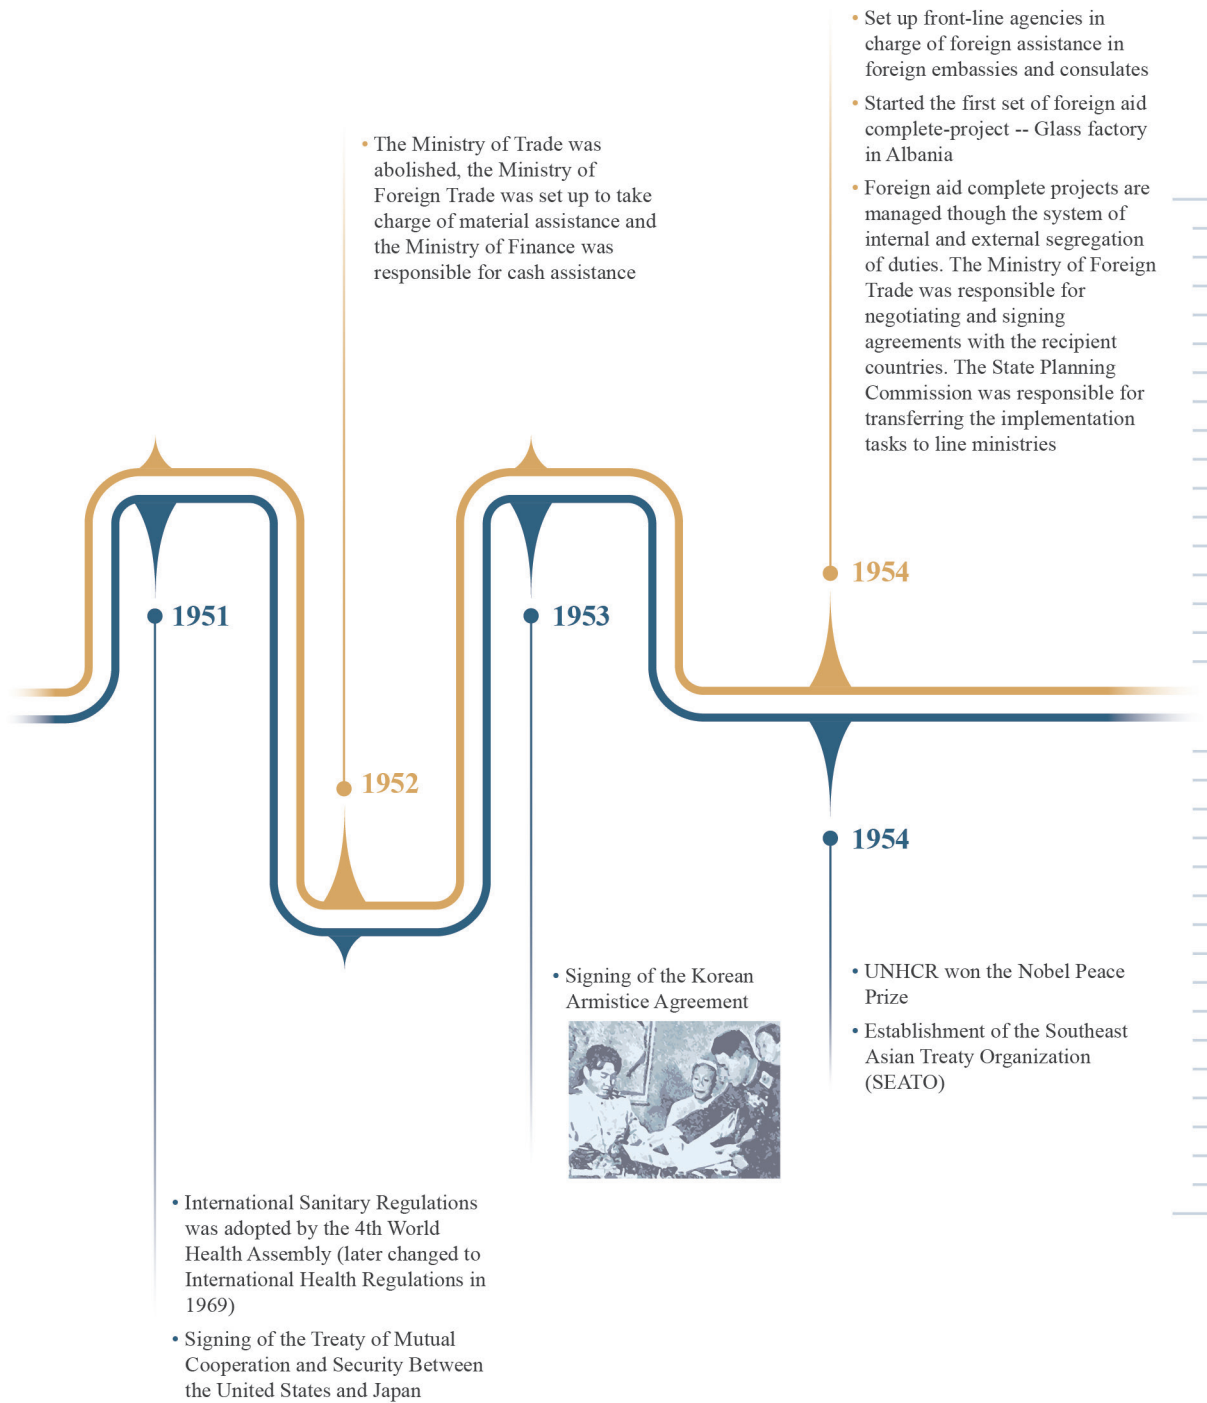 • Set up front-line agencies in
charge of foreign assistance in
foreign embassies and consulates
• Started the first set of foreign aid
complete-project -- Glass factory
in Albania
• Foreign aid complete projects are
managed though the system of
internal and external segregation
of duties. The Ministry of Foreign
Trade was responsible for
negotiating and signing
agreements with the recipient
countries. The State Planning
Commission was responsible for
transferring the implementation
tasks to line ministries
• The Ministry of Trade was
abolished, the Ministry of
Foreign Trade was set up to take
charge of material assistance and
the Ministry of Finance was
responsible for cash assistance
1954
1951
1953
1952
1954
• Signing of the Korean
Armistice Agreement
• UNHCR won the Nobel Peace
Prize
• Establishment of the Southeast
Asian Treaty Organization
(SEATO)
• International Sanitary Regulations
was adopted by the 4th World
Health Assembly (later changed to
International Health Regulations in
1969)
• Signing of the Treaty of Mutual
Cooperation and Security Between
the United States and Japan